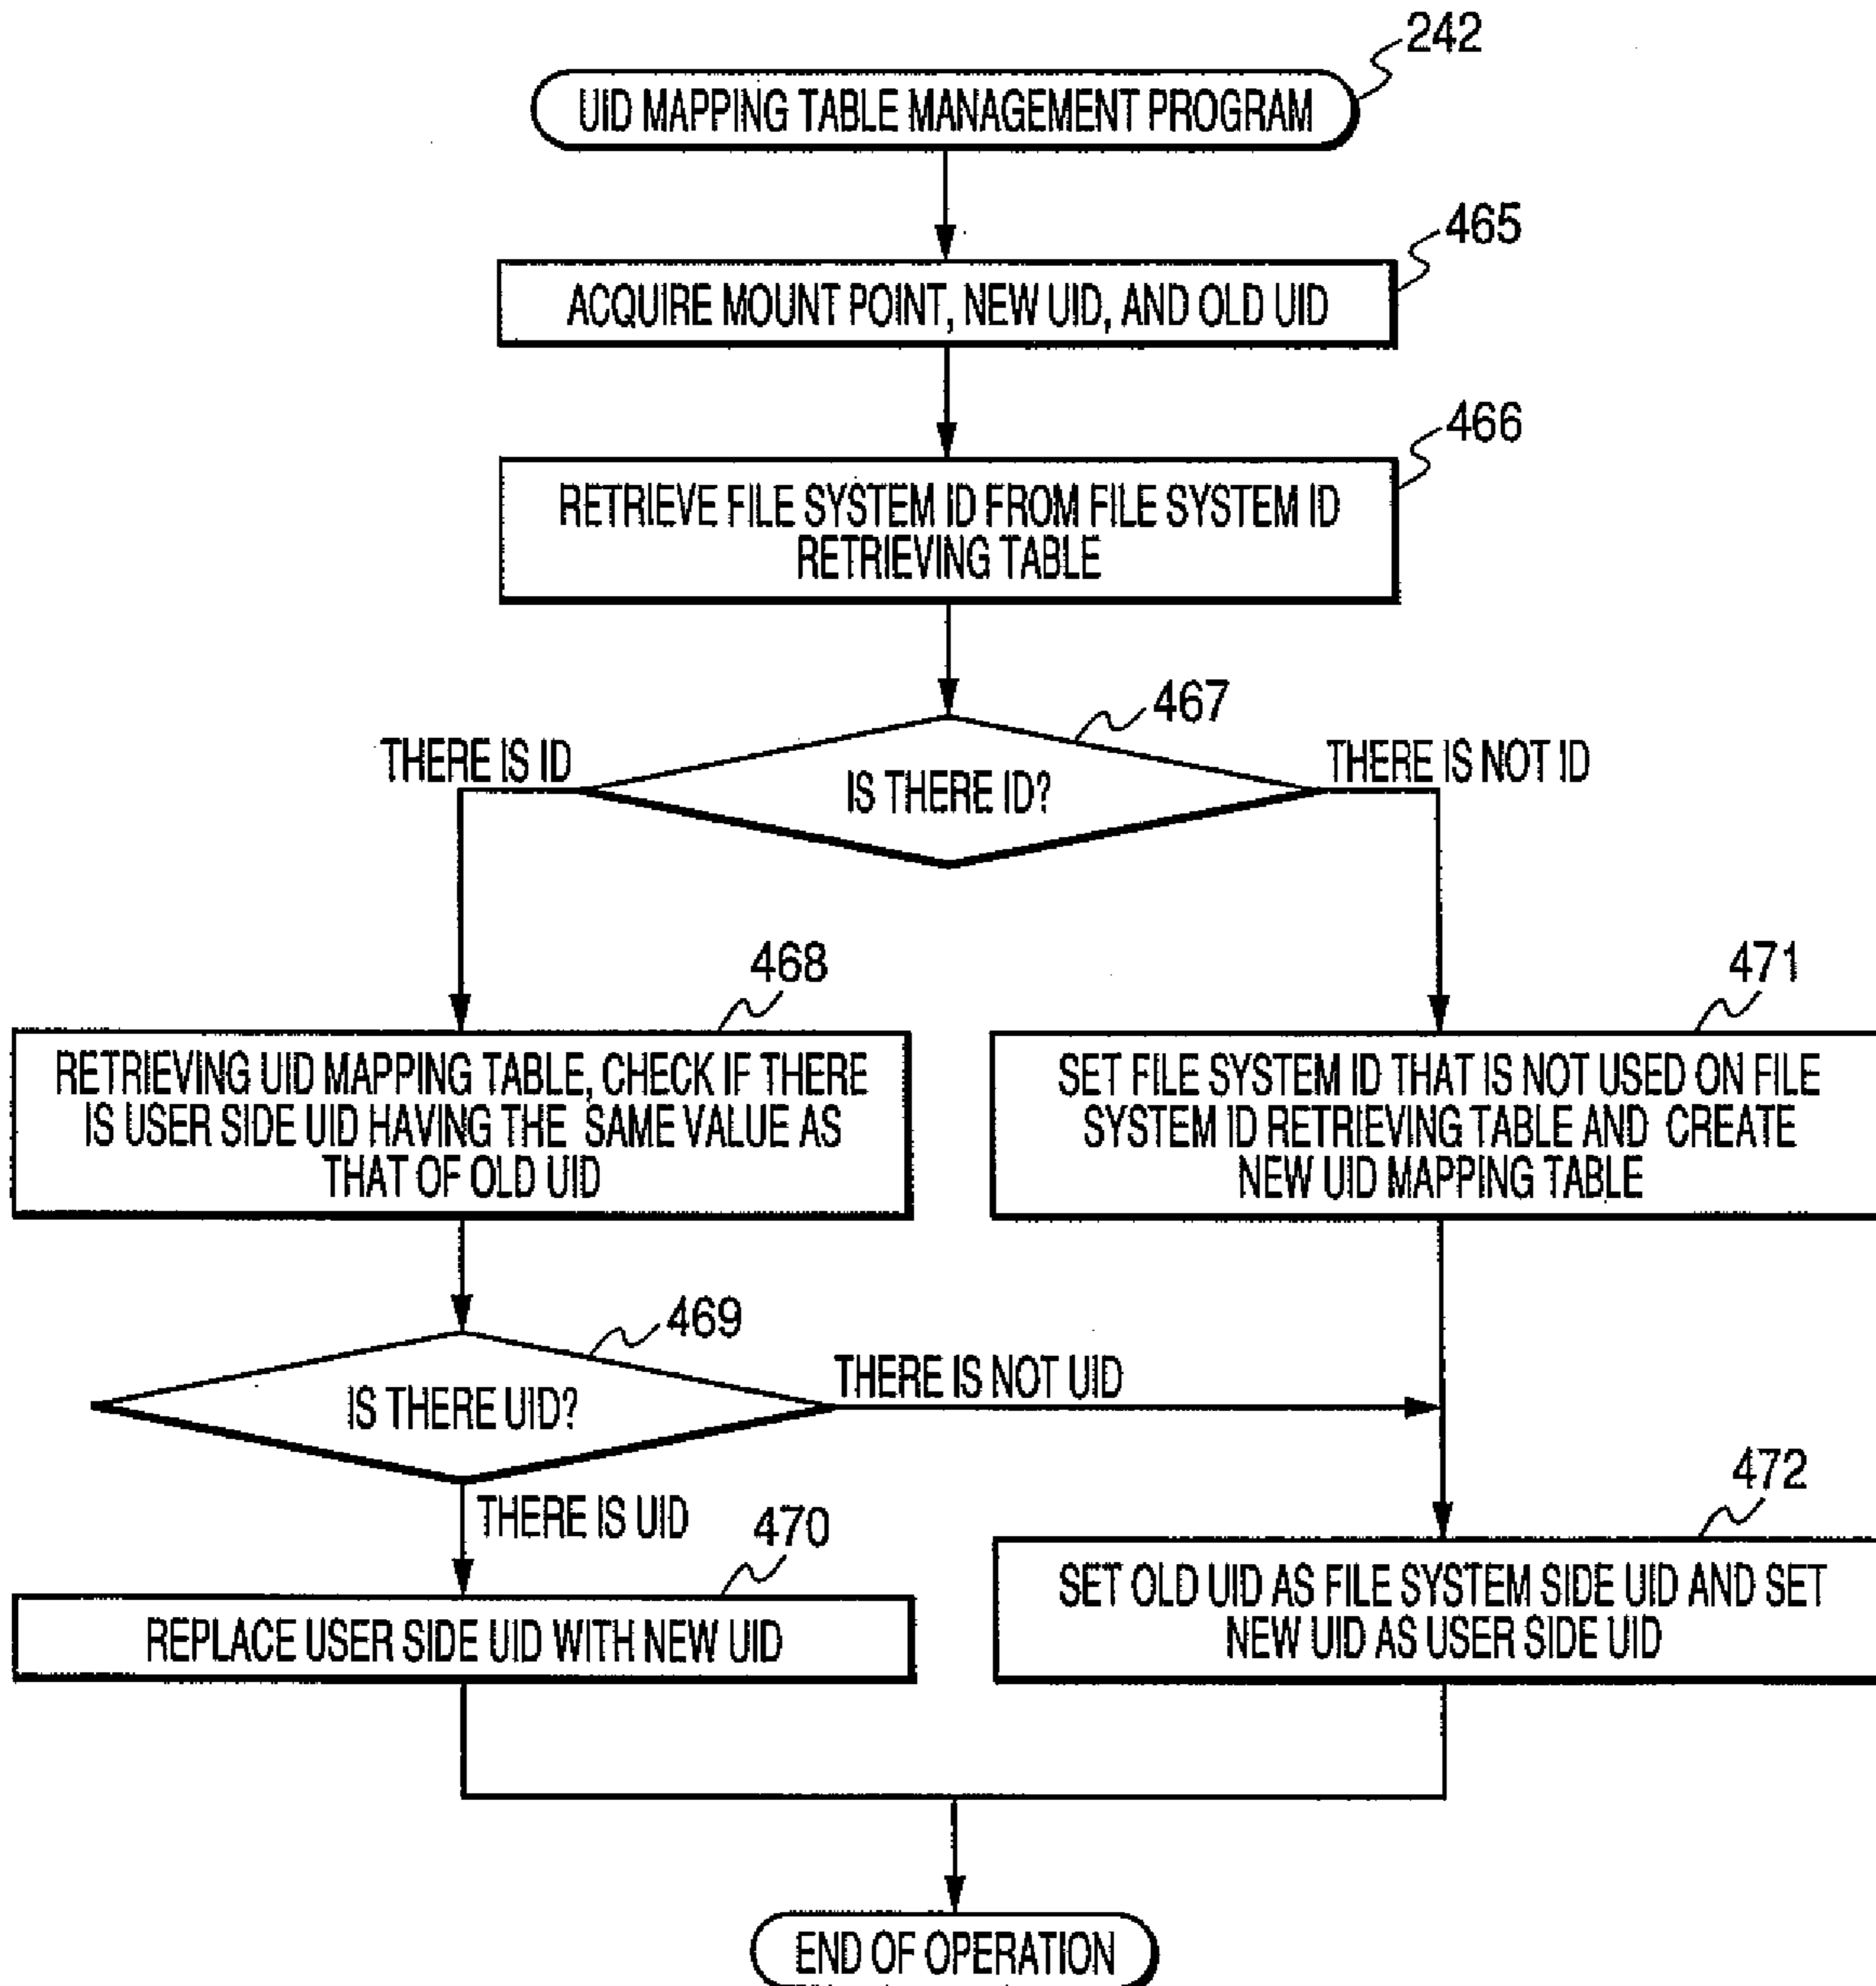 242
UID MAPPING TABLE MANAGEMENT PROGRAM
465
ACQUIRE MOUNT POINT, NEW UID, AND OLD UID
466
RETRIEVE FILE SYSTEM ID FROM FILE SYSTEM ID
RETRIEVING TABLE
467
THERE IS ID
IS THERE ID?
THERE IS NOT ID
468
RETRIEVING UID MAPPING TABLE, CHECK IF THERE
IS USER SIDE UID HAVING THE SAME VALUE AS
THAT OF OLD UID
471
SET FILE SYSTEM ID THAT IS NOT USED ON FILE
SYSTEM ID RETRIEVING TABLE AND CREATE
NEW UID MAPPING TABLE
469
IS THERE UID?
THERE IS NOT UID
THERE IS UID
470
REPLACE USER SIDE UID WITH NEW UID
472
SET OLD UID AS FILE SYSTEM SIDE UID AND SET
NEW UID AS USER SIDE UID
END OF OPERATION